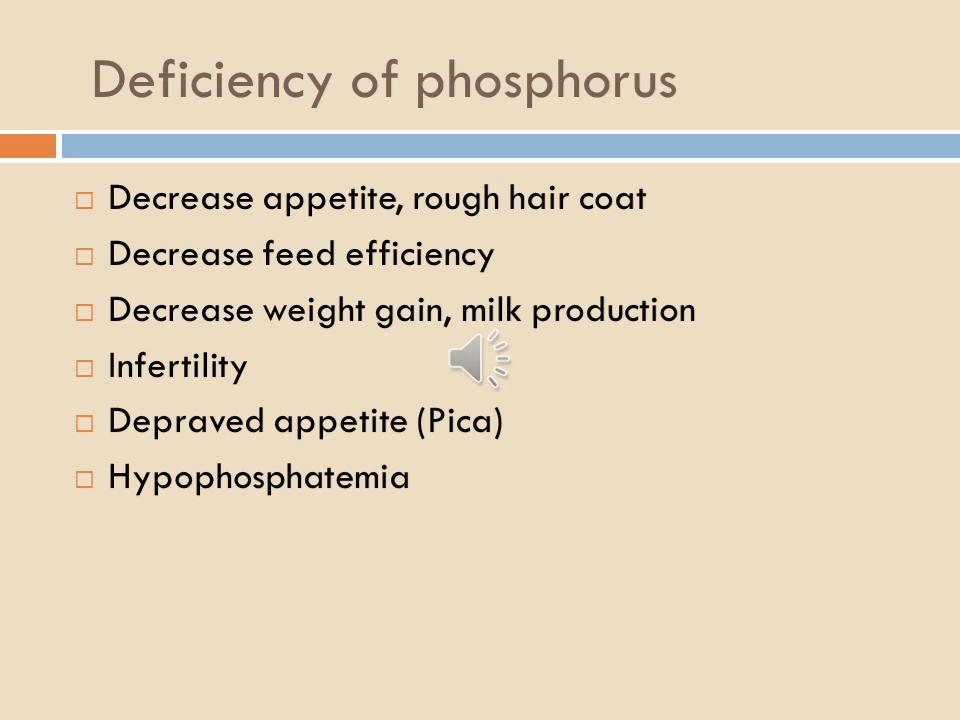 Deficiency of phosphorus
Decrease appetite, rough hair coat
Decrease feed efficiency
Decrease weight gain, milk production
Infertility
Depraved appetite (Pica)
Hypophosphatemia